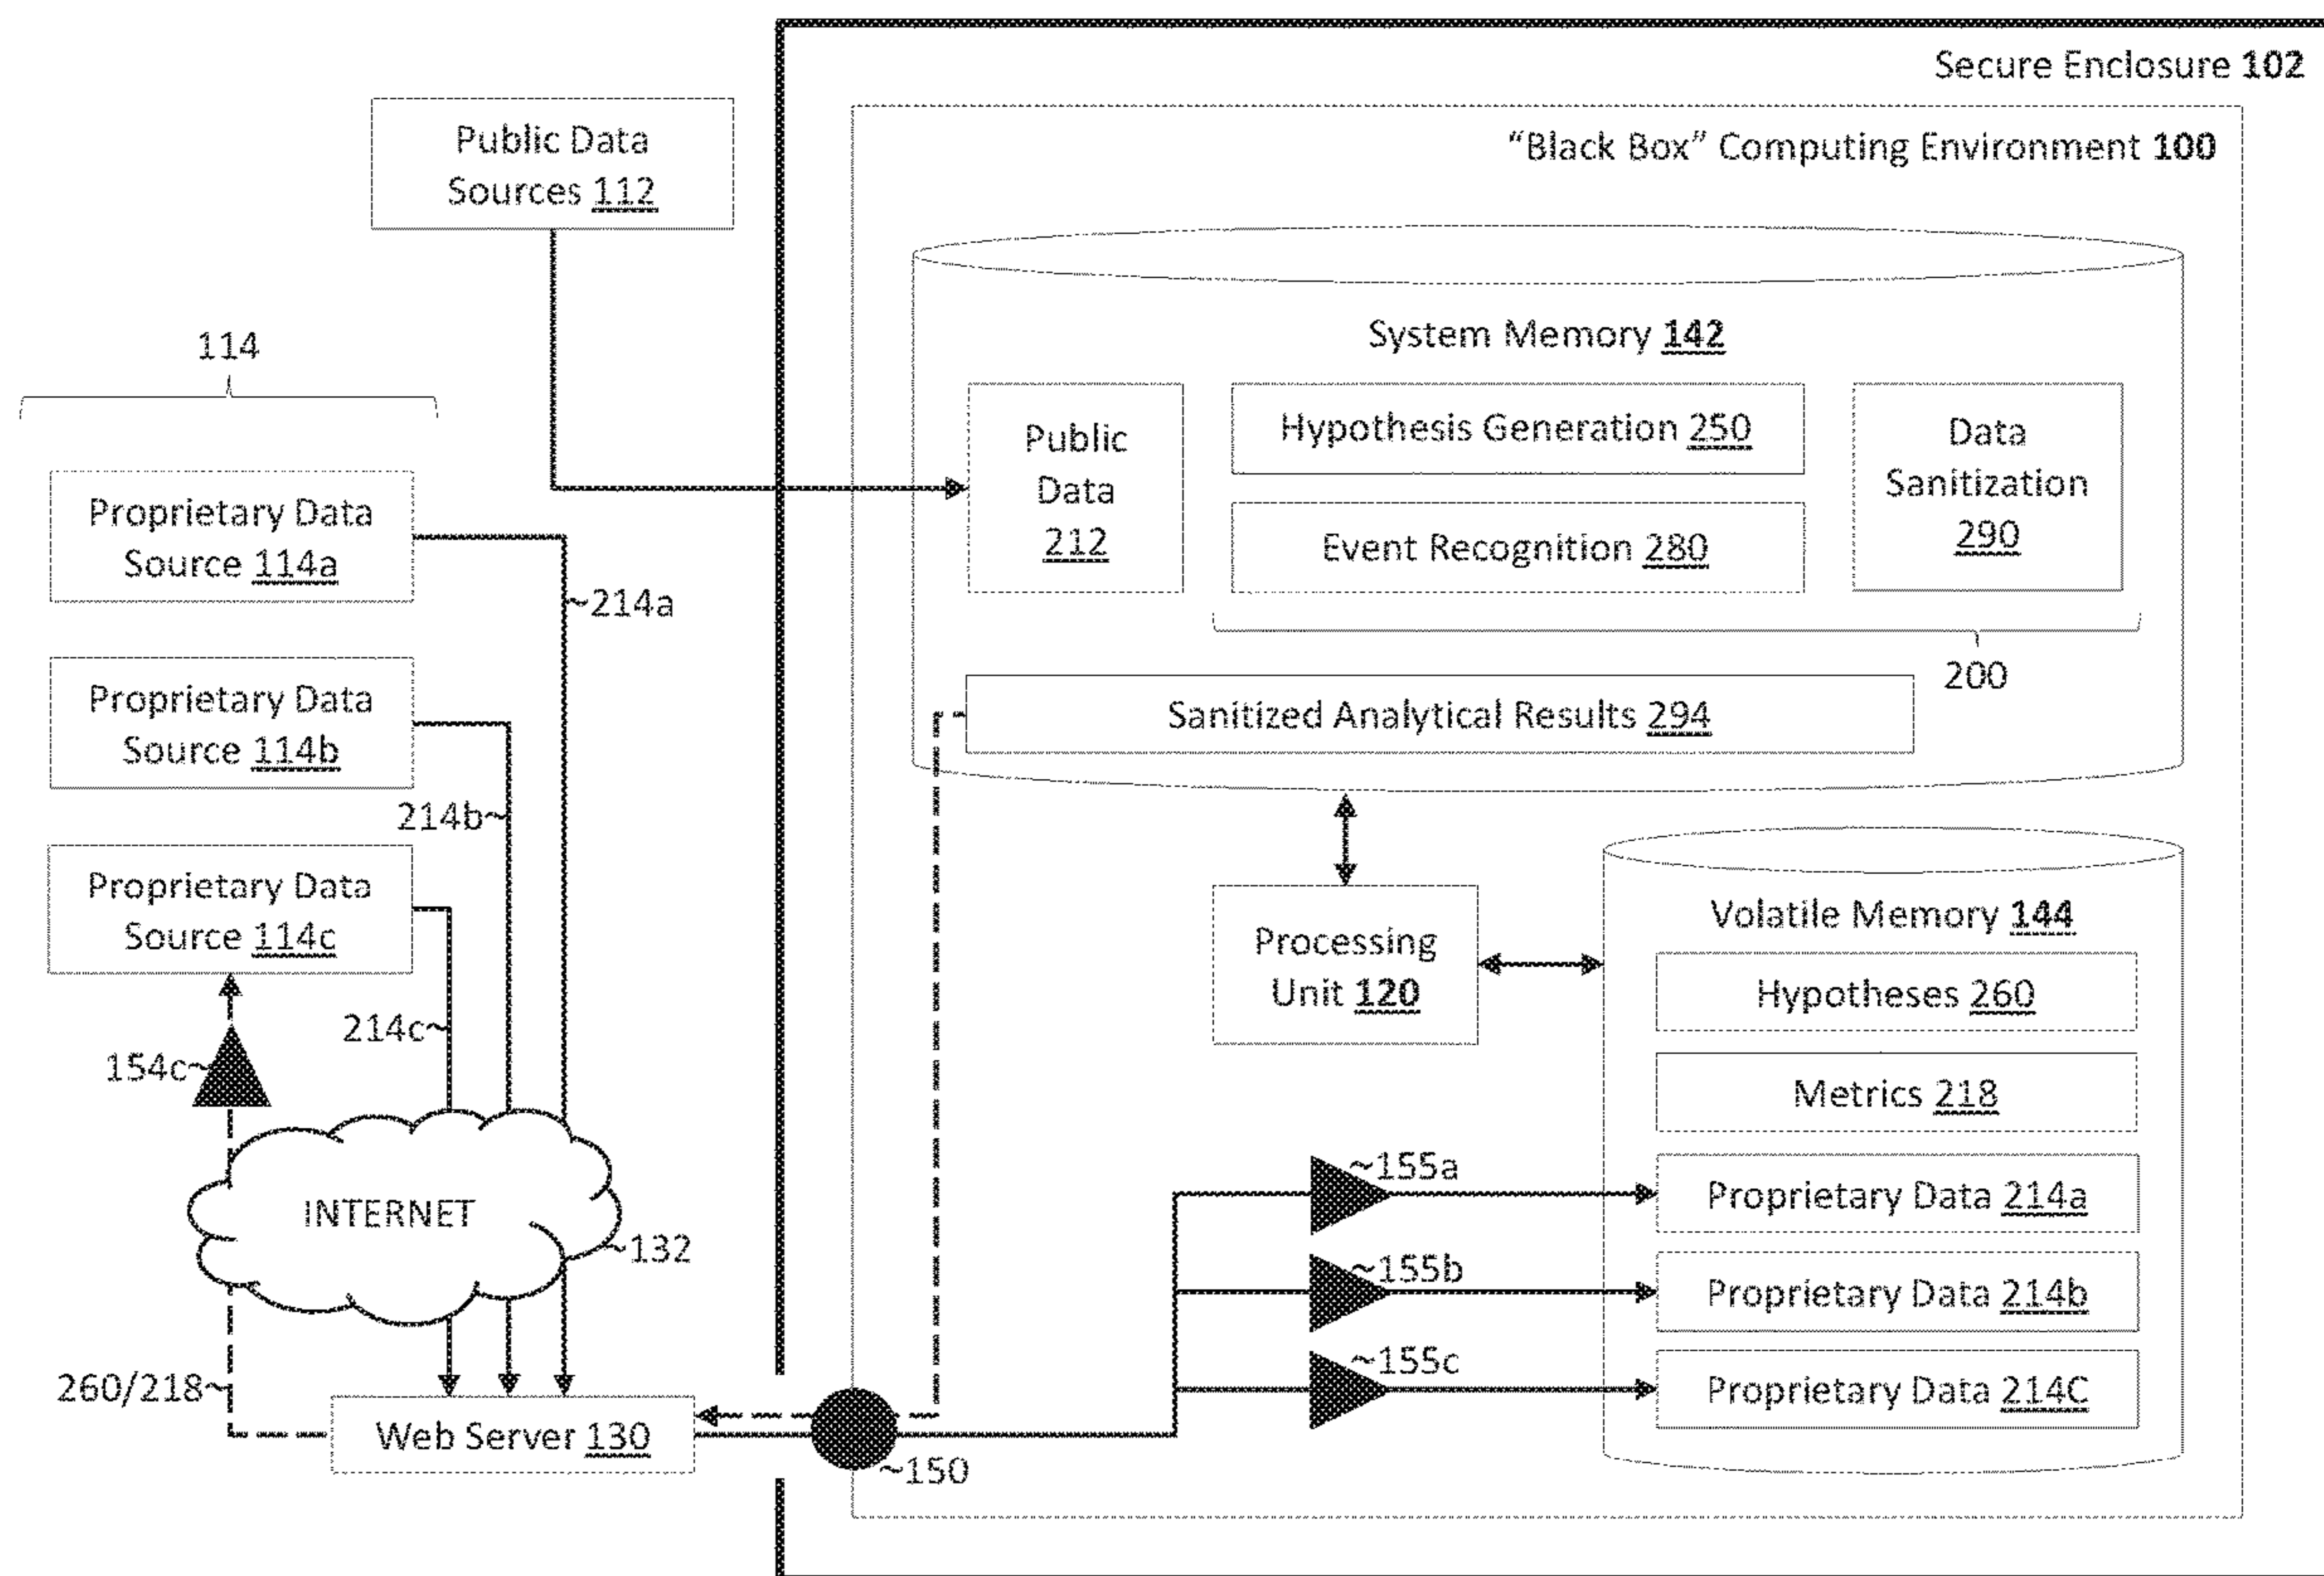 Secure Enclosure 102
"Black Box" Computing Environment 100
Public Data
Sources 112
System Memory 142
114
Public
Data
212
Hypothesis Generation 250
Event Recognition 280
Data
Sanitization
290
200
Sanitized Analytical Results 294
Proprietary Data
Source 114a
~214a
Proprietary Data
Source 114b
214b~
Proprietary Data
Source 114c
214c~
154c~
Processing
Unit 120
Volatile Memory 144
Hypotheses 260
Metrics 218
~155a
Proprietary Data 214a
~155b
Proprietary Data 214b
~155c
Proprietary Data 214C
INTERNET
~132
260/218~
Web Server 130
~150